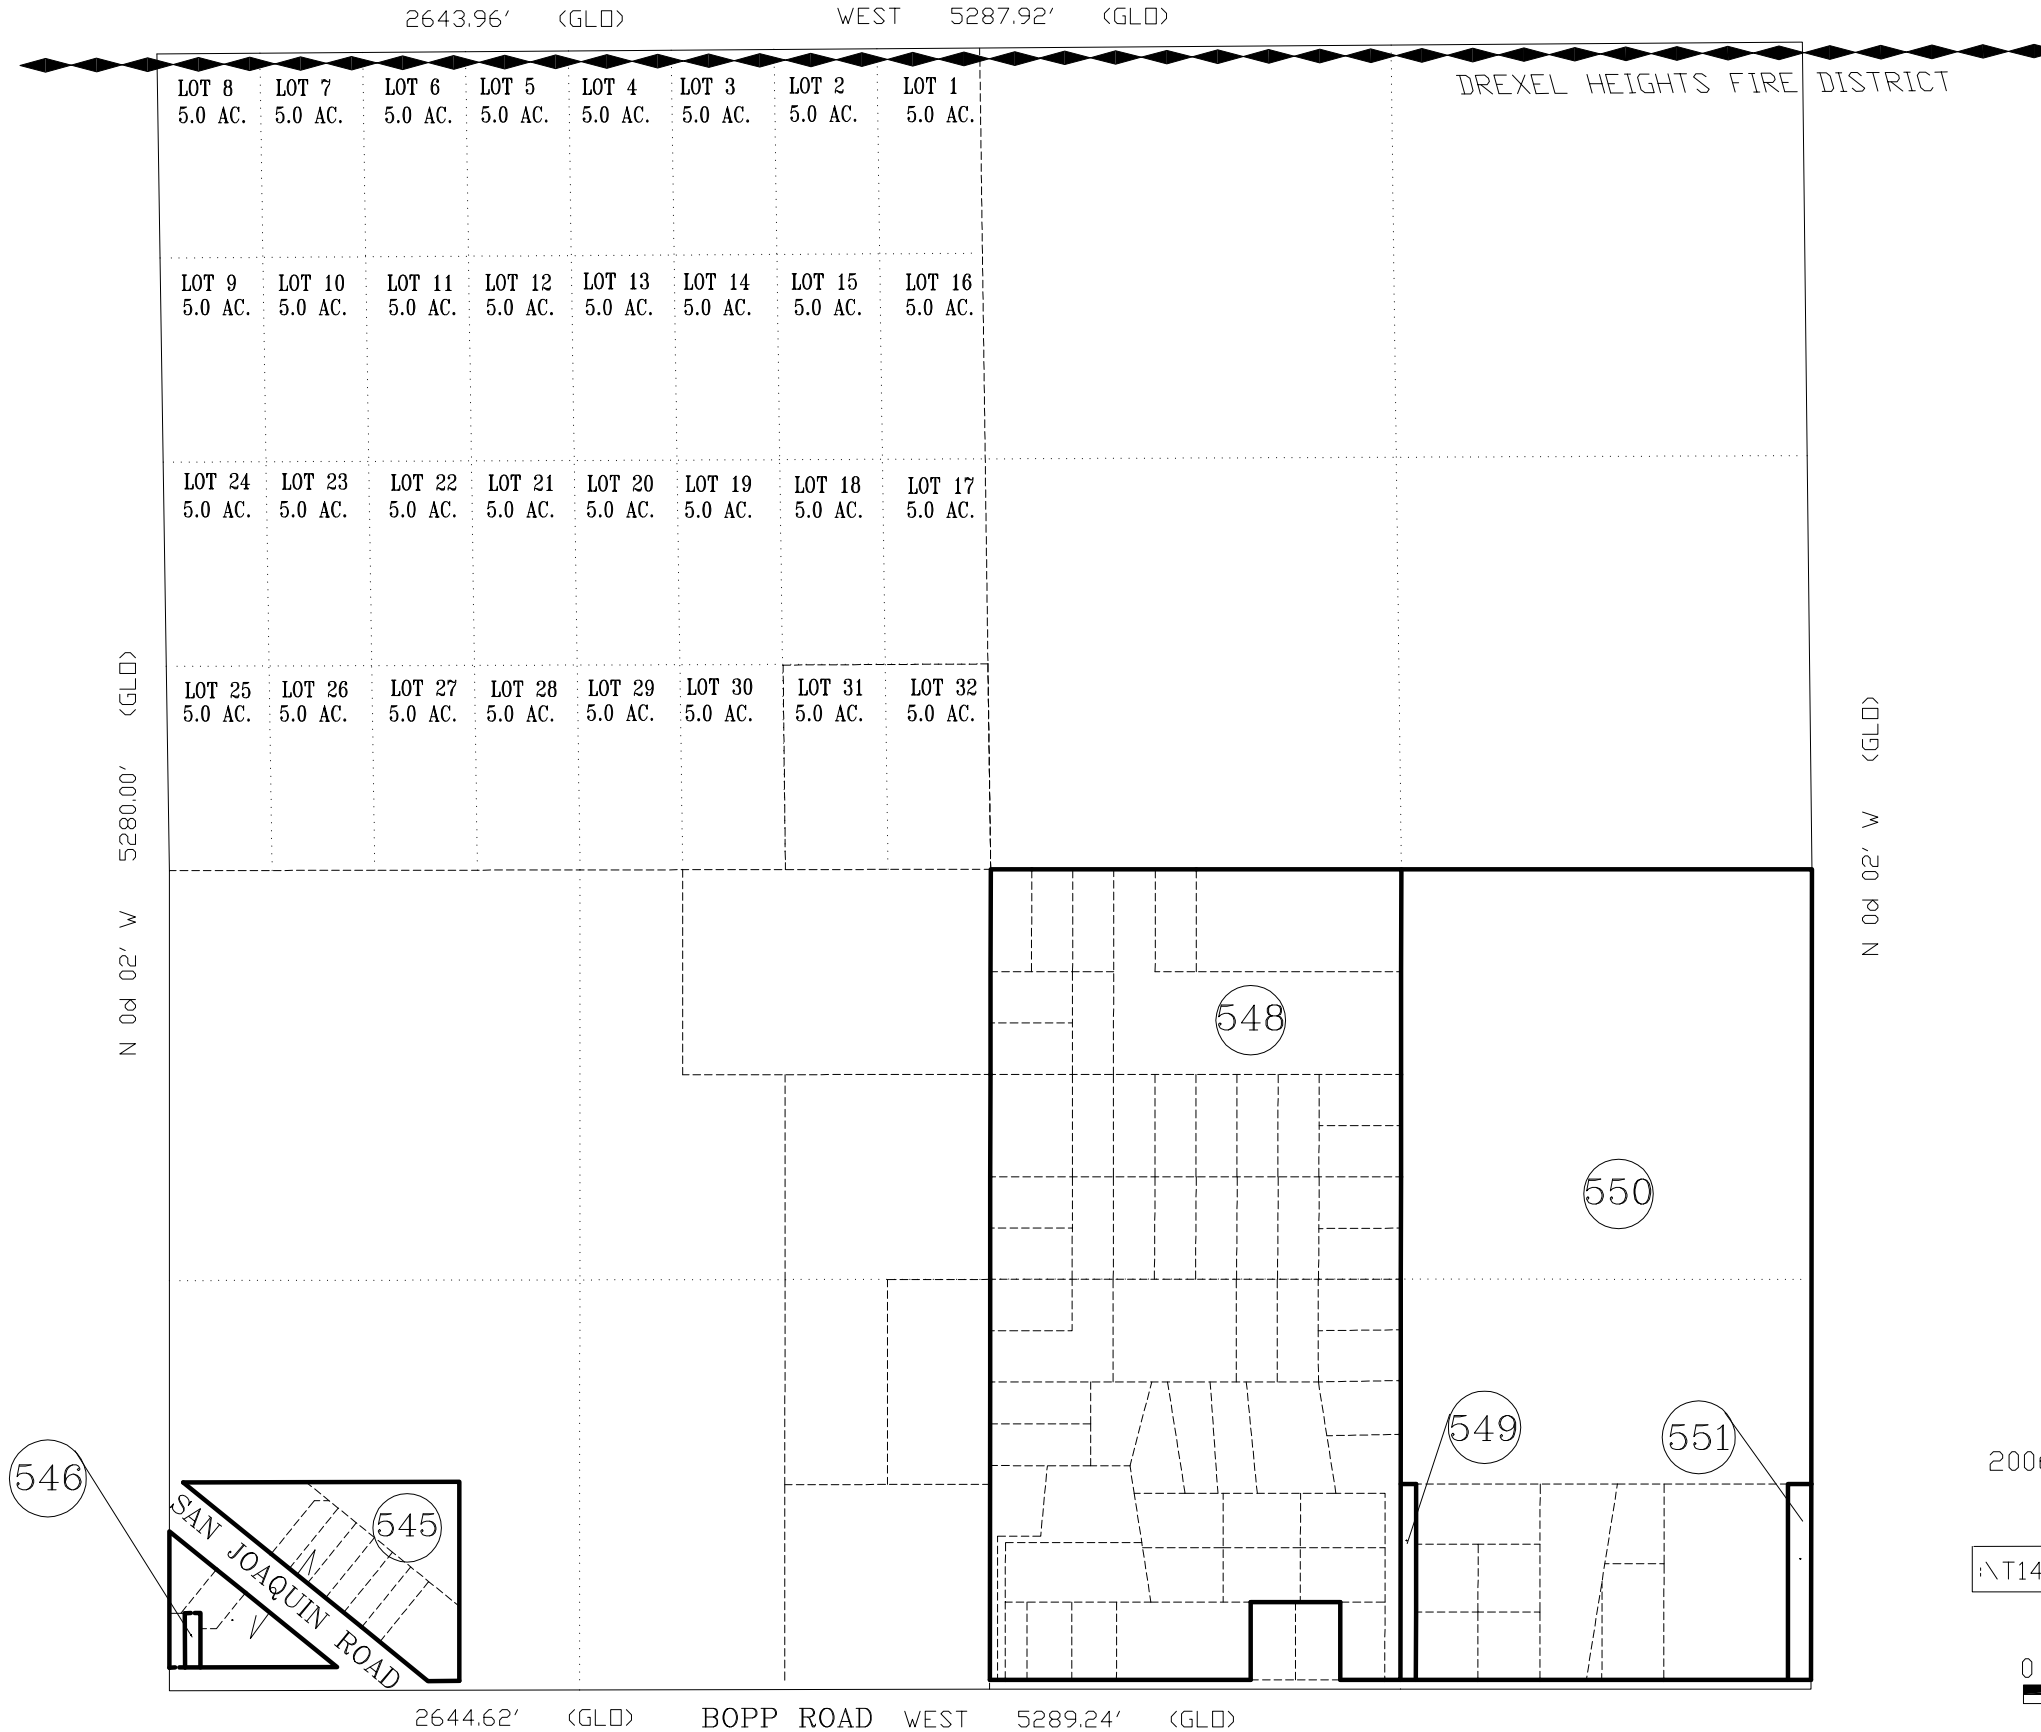 2643.96' (GLO) WEST 5287.92' (GLO)
DREXEL HEIGHTS FIRE DISTRICT
LOT 8 LOT 7 LOT 6 LOT 5 LOT 4 LOT 3 LOT 2 LOT 1
5.0 AC. 5.0 AC. 5.0 AC. 5.0 AC. 5.0 AC. 5.0 AC. 5.0 AC. 5.0 AC.
LOT 9 LOT 10 LOT 11 LOT 12 LOT 13 LOT 14 LOT 15 LOT 16
5.0 AC. 5.0 AC. 5.0 AC. 5.0 AC. 5.0 AC. 5.0 AC. 5.0 AC. 5.0 AC.
LOT 24 LOT 23 LOT 22 LOT 21 LOT 20 LOT 19 LOT 18 LOT 17
5.0 AC. 5.0 AC. 5.0 AC. 5.0 AC. 5.0 AC. 5.0 AC. 5.0 AC. 5.0 AC.
LOT 25 LOT 26 LOT 27 LOT 28 LOT 29 LOT 30 LOT 31 LOT 32
5.0 AC. 5.0 AC. 5.0 AC. 5.0 AC. 5.0 AC. 5.0 AC. 5.0 AC. 5.0 AC.
N 0d 02' W 5280.00' (GLO)
N 0d 02' W (GLO)
548
550
549
551
546
545
SAN JOAQUIN ROAD
200
:\T14
0
2644.62' (GLO) BOPP ROAD WEST 5289.24' (GLO)